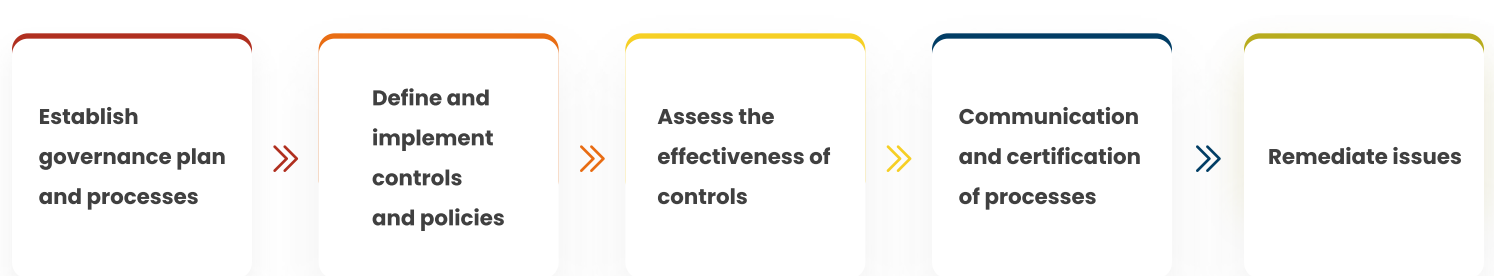 Establish
governance plan
and processes
Define and
implement
controls
and policies
Assess the
effectiveness of
controls
Communication
and certification
of processes
Remediate issues